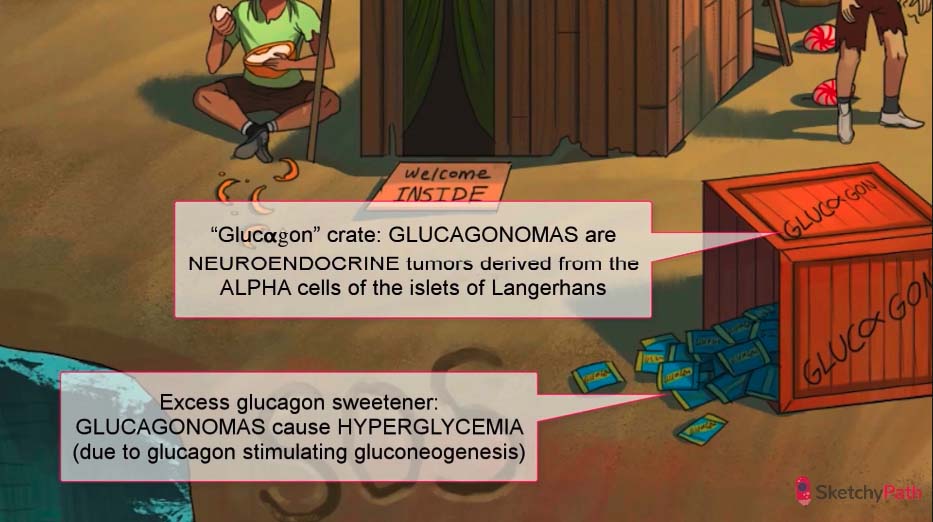 welcome
INSIDE
GLUCαGON
"Glucαgon" crate: GLUCAGONOMAS are
NEUROENDOCRINE tumors derived from the
ALPHA cells of the islets of Langerhans
GLUCαGON
Excess glucagon sweetener:
GLUCAGONOMAS cause HYPERGLYCEMIA
(due to glucagon stimulating gluconeogenesis)
SOS
SketchyPath